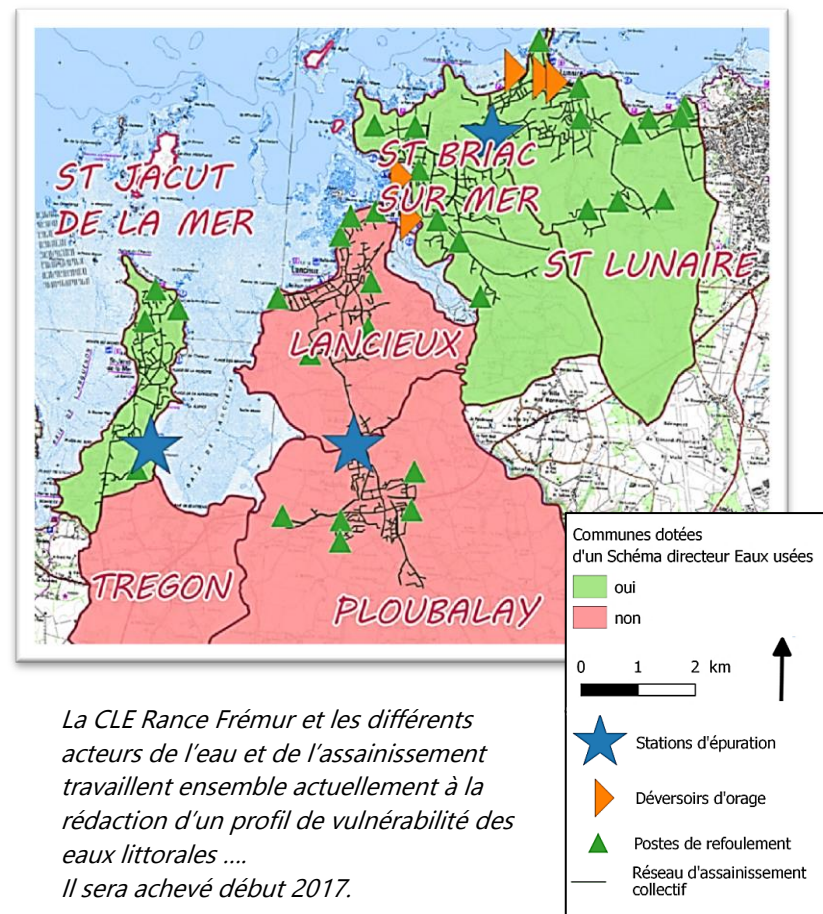 ST JACUT
DE LA MER
ST BRIAC
SUR MER
ST LUNAIRE
LANCIEUX
TREGON
PLOUBALAY
Communes dotées
d'un Schéma directeur Eaux usées
oui
non
0 1 2 km
Stations d'épuration
Déversoirs d'orage
Postes de refoulement
Réseau d'assainissement
collectif
La CLE Rance Frémur et les différents
acteurs de l'eau et de l'assainissement
travaillent ensemble actuellement à la
rédaction d'un profil de vulnérabilité des
eaux littorales ....
Il sera achevé début 2017.